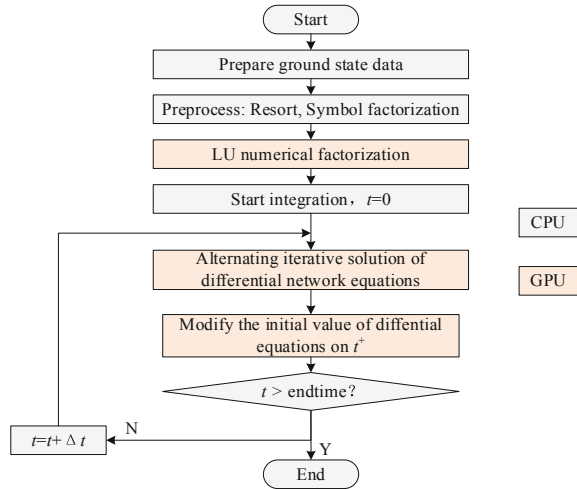 Start
Prepare ground state data
Preprocess: Resort, Symbol factorization
LU numerical factorization
Start integration，t=0
CPU
Alternating iterative solution of
differential network equations
GPU
Modify the initial value of diffential
equations on t⁺
t > endtime?
N
t=t+ Δ t
Y
End